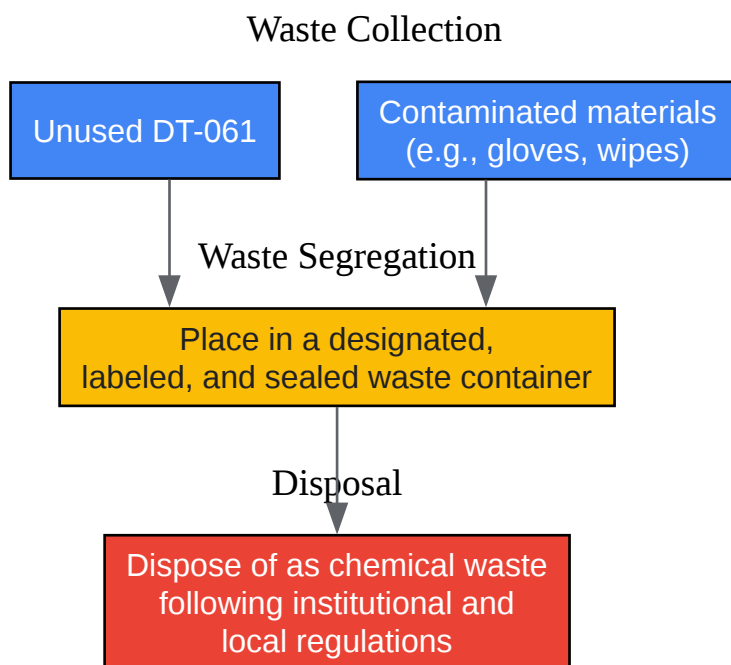 Waste Collection
Unused DT-061
Contaminated materials
(e.g., gloves, wipes)
Waste Segregation
Place in a designated,
labeled, and sealed waste container
Disposal
Dispose of as chemical waste
following institutional and
local regulations